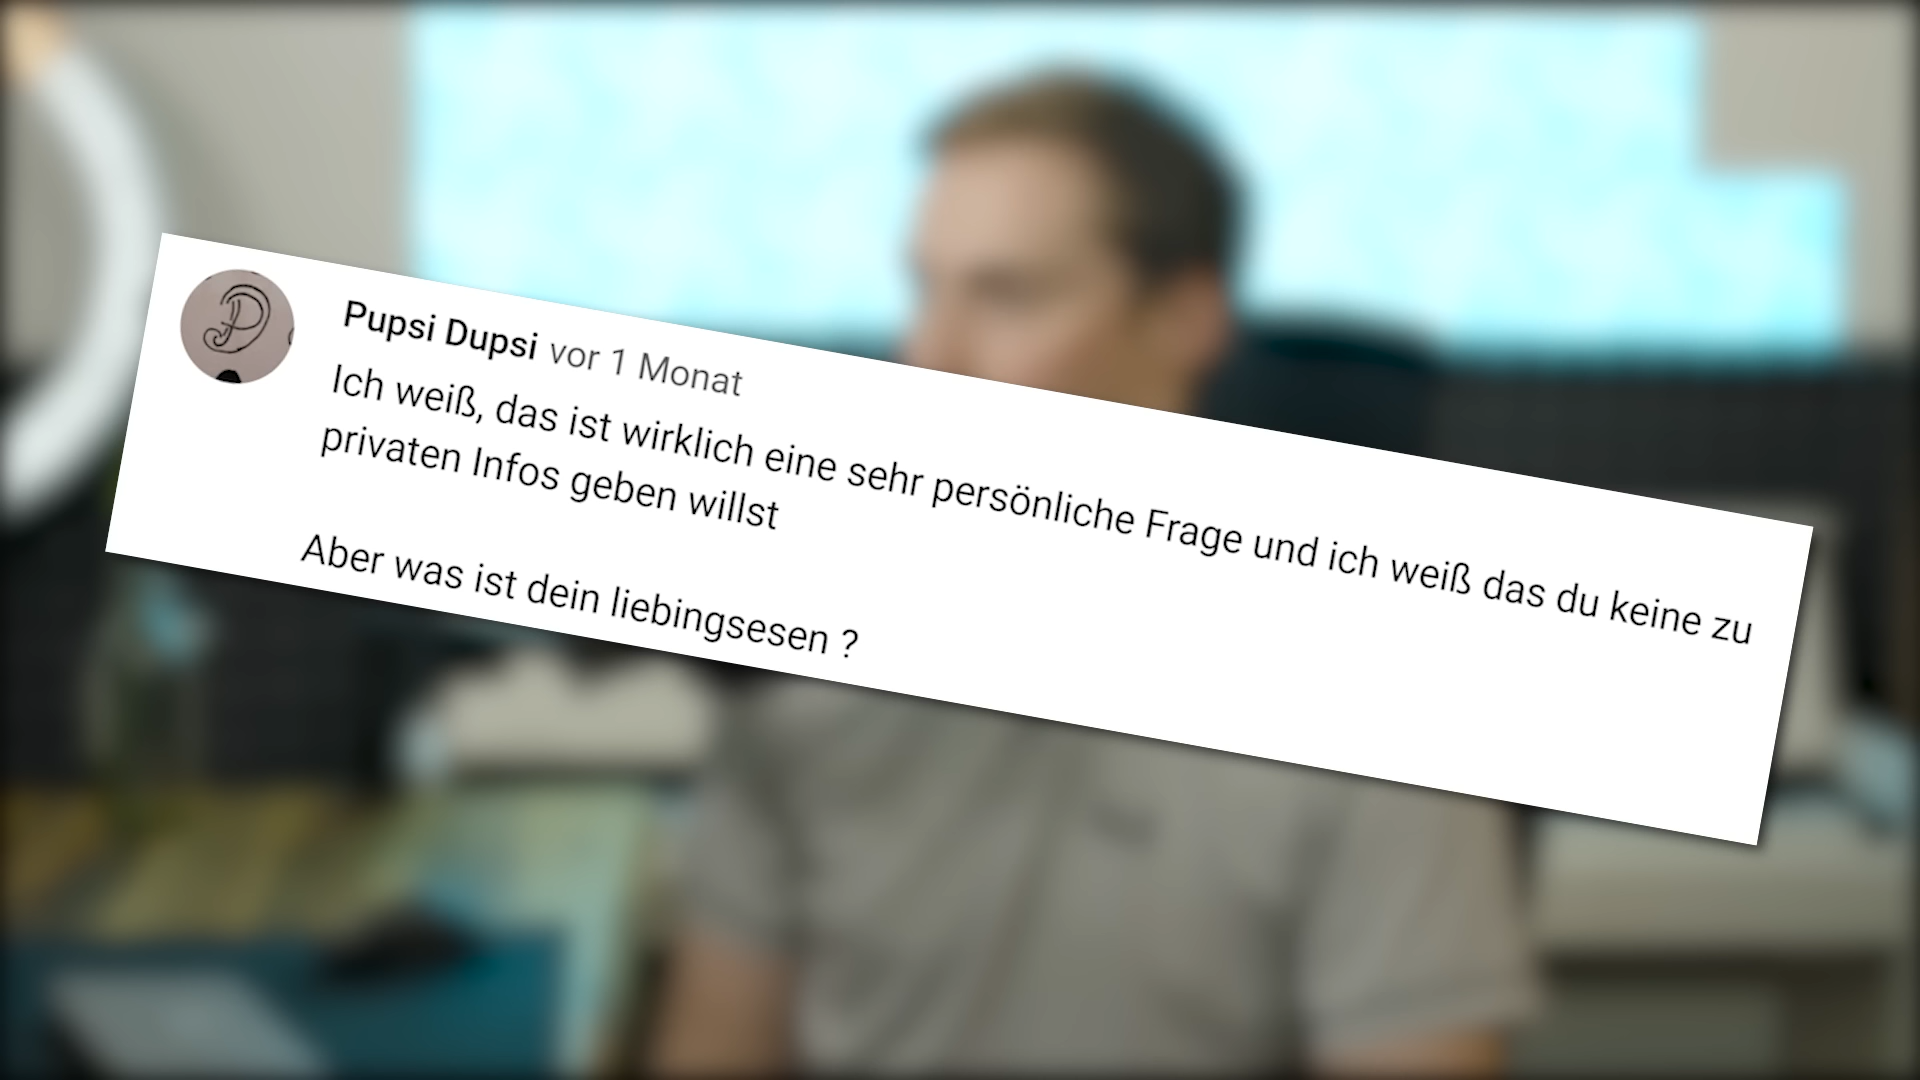 Pupsi Dupsi vor 1 Monat
Ich weiß, das ist wirklich eine sehr persönliche Frage und ich weiß das du keine zu
privaten Infos geben willst
Aber was ist dein liebingsesen ?